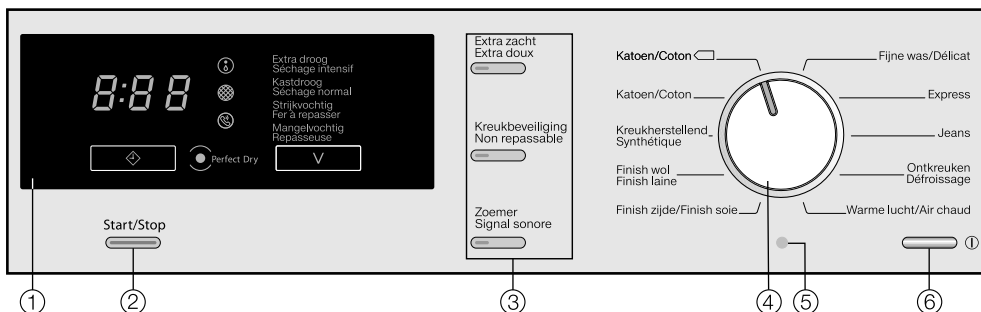 8:88
Extra droog
Séchage intensif
Kastdroog
Séchage normal
Strijkvochtig
Fer à repasser
Mangelvochtig
Repasseuse
Perfect Dry
Start/Stop
Extra zacht
Extra doux
Kreukbeveiliging
Non repassable
Zoemer
Signal sonore
Katoen/Coton
Katoen/Coton
Kreukherstellend
Synthétique
Finish wol
Finish laine
Finish zijde/Finish soie
Fijne was/Délicat
Express
Jeans
Ontkreuken
Défroissage
Warme lucht/Air chaud
① ② ③ ④ ⑤ ⑥